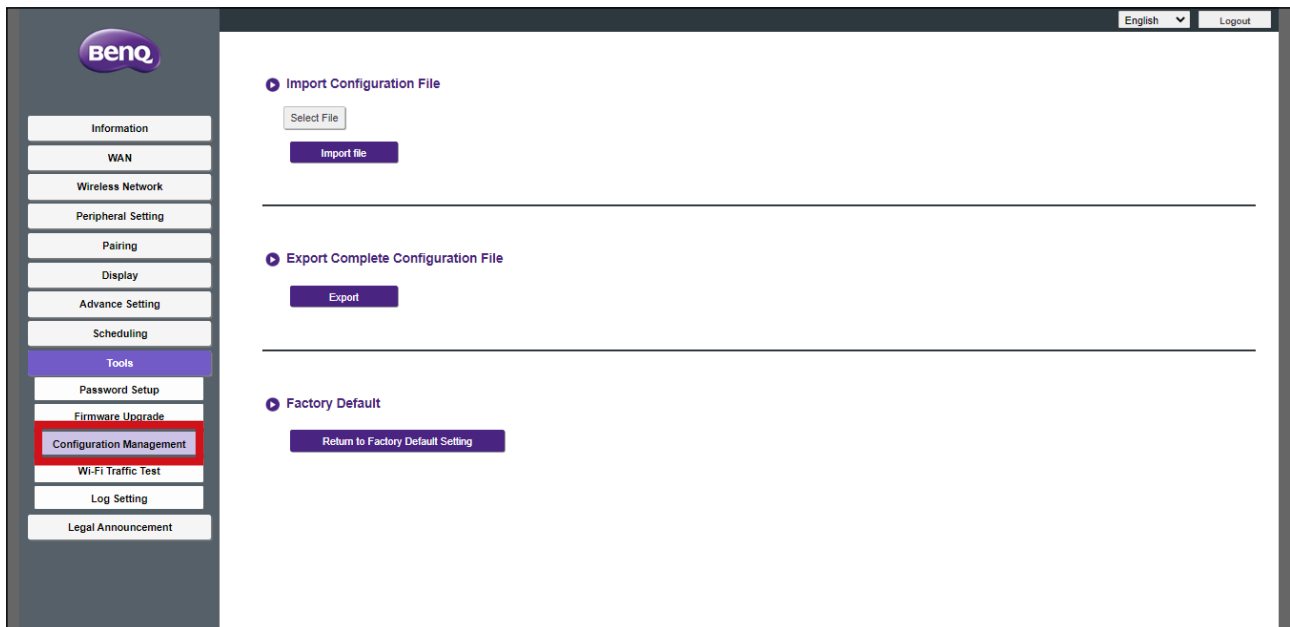 English
Logout
BenQ
Information
WAN
Wireless Network
Peripheral Setting
Pairing
Display
Advance Setting
Scheduling
Tools
Password Setup
Firmware Upgrade
Configuration Management
Wi-Fi Traffic Test
Log Setting
Legal Announcement
Import Configuration File
Select File
Import file
Export Complete Configuration File
Export
Factory Default
Return to Factory Default Setting